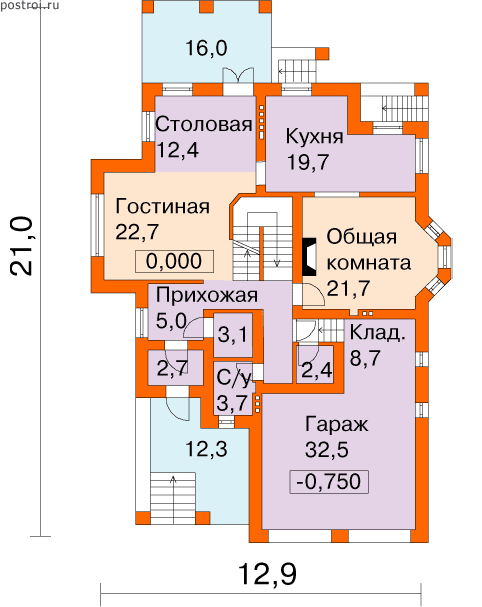 postroi.ru
16,0
Столовая
12,4
Кухня
19,7
Гостиная
22,7
0,000
Общая
комната
21,7
21,0
Прихожая
5,0
3,1
Клад.
8,7
2,7
2,4
С/у
3,7
Гараж
32,5
12,3
-0,750
12,9